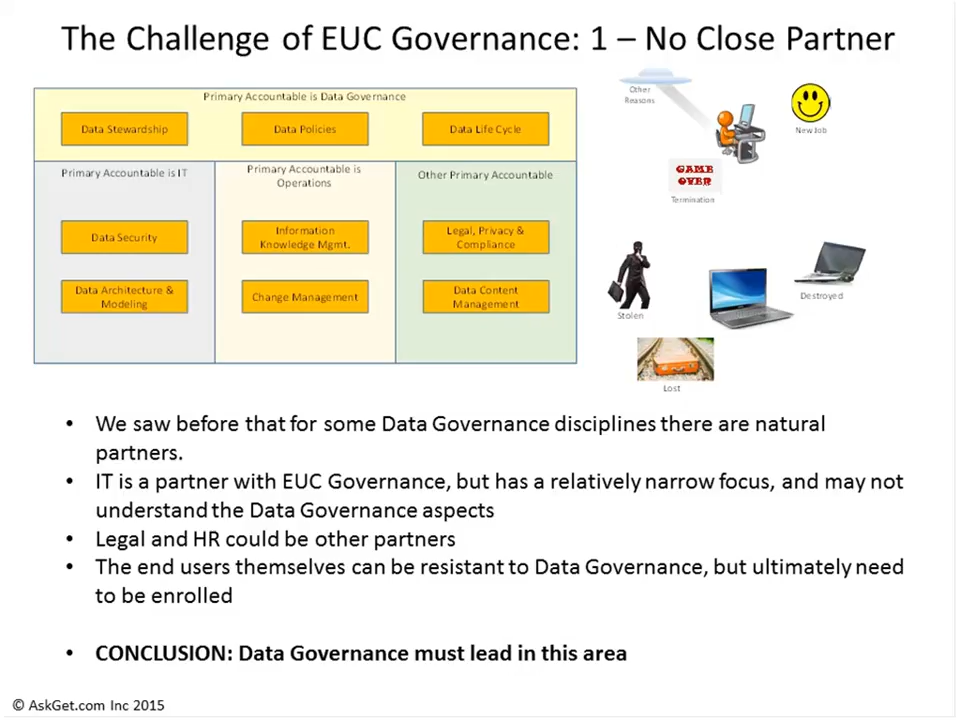 The Challenge of EUC Governance: 1 – No Close Partner
Primary Accountable is Data Governance
Data Stewardship
Data Policies
Data Life Cycle
Primary Accountable is IT
Data Security
Data Architecture &
Modeling
Primary Accountable is
Operations
Information
Knowledge Mgmt.
Change Management
Other Primary Accountable
Legal, Privacy &
Compliance
Data Content
Management
Other
Reasons
New Job
GAME
OVER
Termination
Stolen
Destroyed
Lost
• We saw before that for some Data Governance disciplines there are natural
partners.
• IT is a partner with EUC Governance, but has a relatively narrow focus, and may not
understand the Data Governance aspects
• Legal and HR could be other partners
• The end users themselves can be resistant to Data Governance, but ultimately need
to be enrolled
• CONCLUSION: Data Governance must lead in this area
© AskGet.com Inc 2015